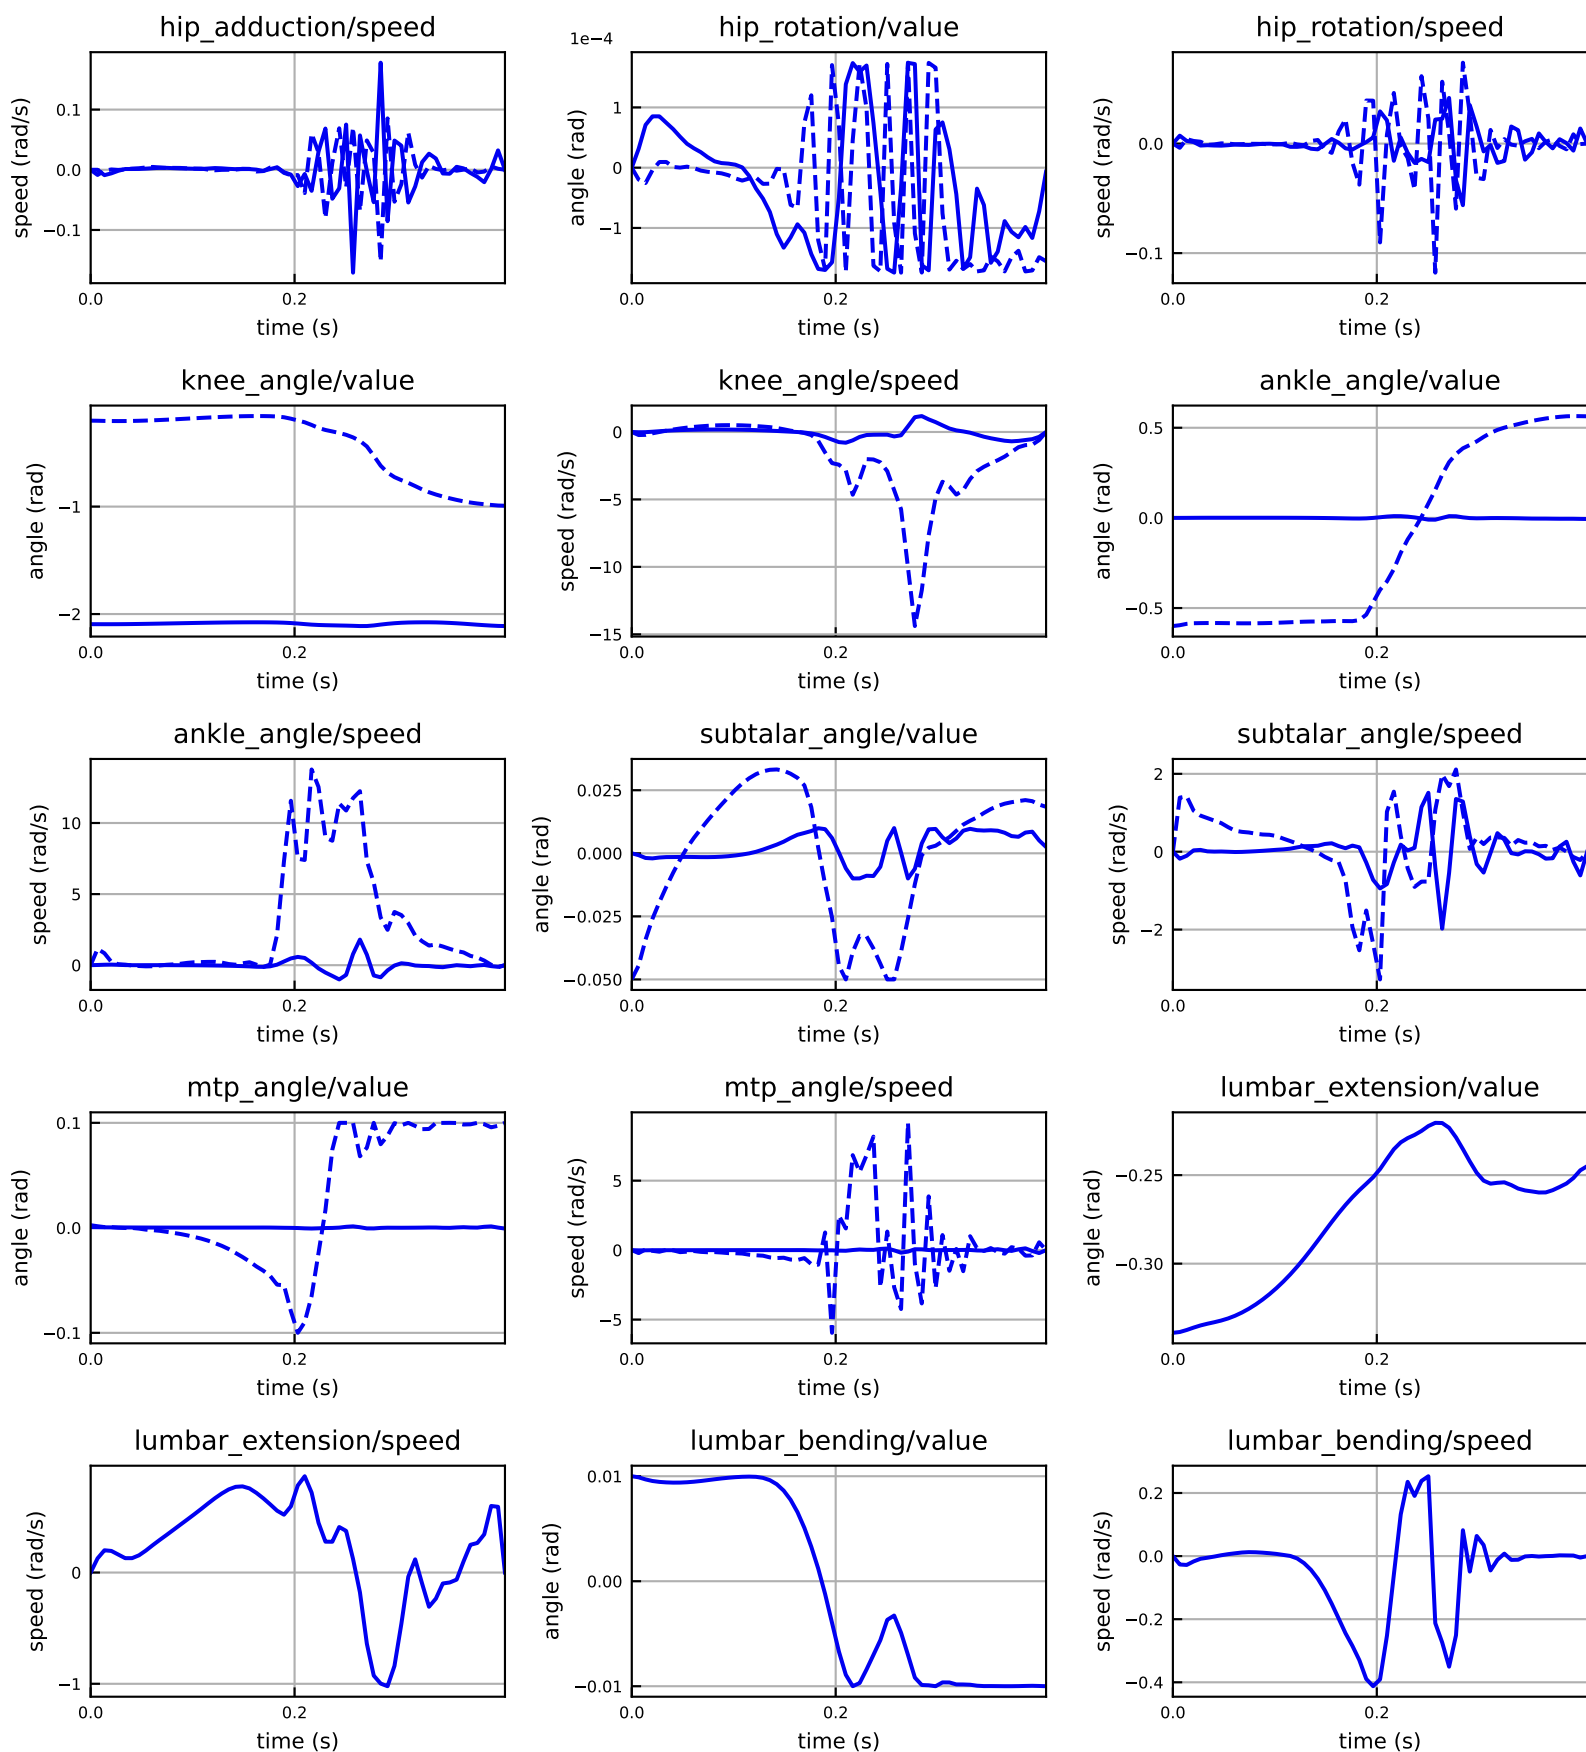 hip_adduction/speed
speed (rad/s)
0.1
0.0
−0.1
0.0
0.2
time (s)
hip_rotation/value
1e−4
angle (rad)
1
0
−1
0.0
0.2
time (s)
hip_rotation/speed
speed (rad/s)
0.0
−0.1
0.0
0.2
time (s)
knee_angle/value
angle (rad)
−1
−2
0.0
0.2
time (s)
knee_angle/speed
speed (rad/s)
0
−5
−10
−15
0.0
0.2
time (s)
ankle_angle/value
angle (rad)
0.5
0.0
−0.5
0.0
0.2
time (s)
ankle_angle/speed
speed (rad/s)
10
5
0
0.0
0.2
time (s)
subtalar_angle/value
angle (rad)
0.025
0.000
−0.025
−0.050
0.0
0.2
time (s)
subtalar_angle/speed
speed (rad/s)
2
0
−2
0.0
0.2
time (s)
mtp_angle/value
angle (rad)
0.1
0.0
−0.1
0.0
0.2
time (s)
mtp_angle/speed
speed (rad/s)
5
0
−5
0.0
0.2
time (s)
lumbar_extension/value
angle (rad)
−0.25
−0.30
0.0
0.2
time (s)
lumbar_extension/speed
speed (rad/s)
0
−1
0.0
0.2
time (s)
lumbar_bending/value
angle (rad)
0.01
0.00
−0.01
0.0
0.2
time (s)
lumbar_bending/speed
speed (rad/s)
0.2
0.0
−0.2
−0.4
0.0
0.2
time (s)